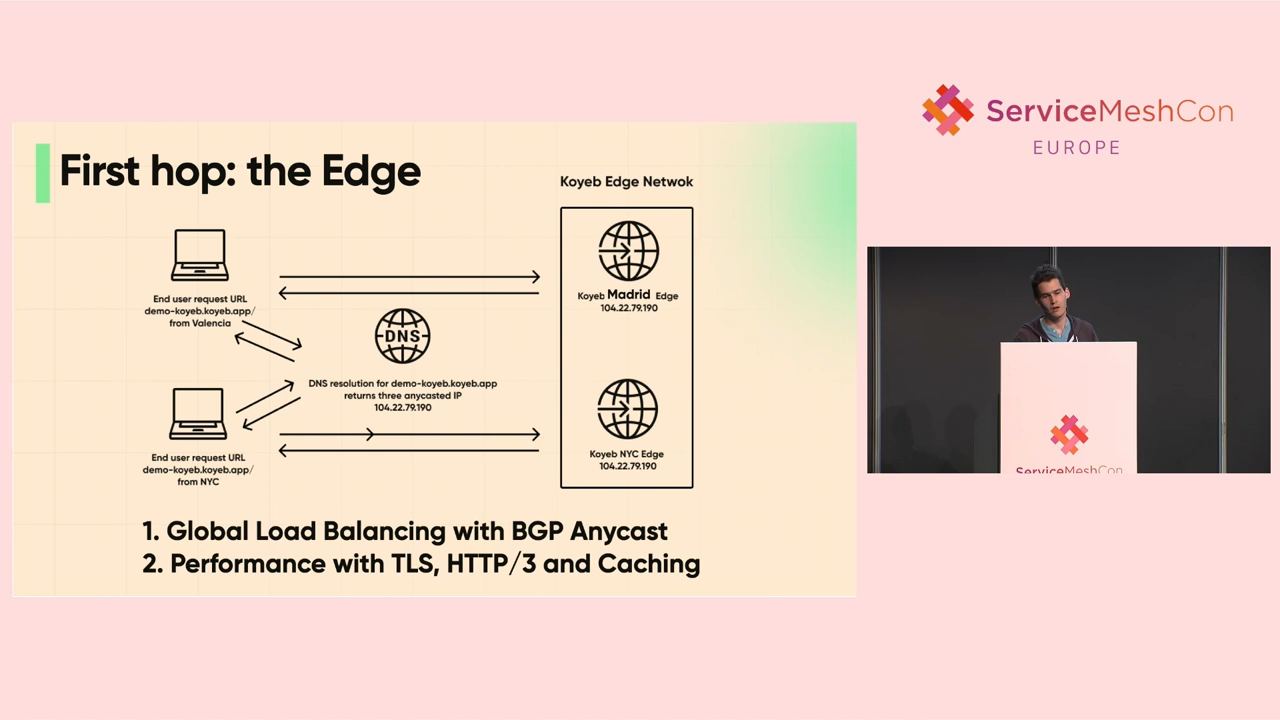 ServiceMeshCon
EUROPE
First hop: the Edge
Koyeb Edge Netwok
End user request URL
demo-koyeb.koyeb.app/
from Valencia
Koyeb Madrid Edge
104.22.79.190
DNS
DNS resolution for demo-koyeb.koyeb.app
returns three anycasted IP
104.22.79.190
End user request URL
demo-koyeb.koyeb.app/
from NYC
Koyeb NYC Edge
104.22.79.190
1. Global Load Balancing with BGP Anycast
2. Performance with TLS, HTTP/3 and Caching
ServiceMeshCon